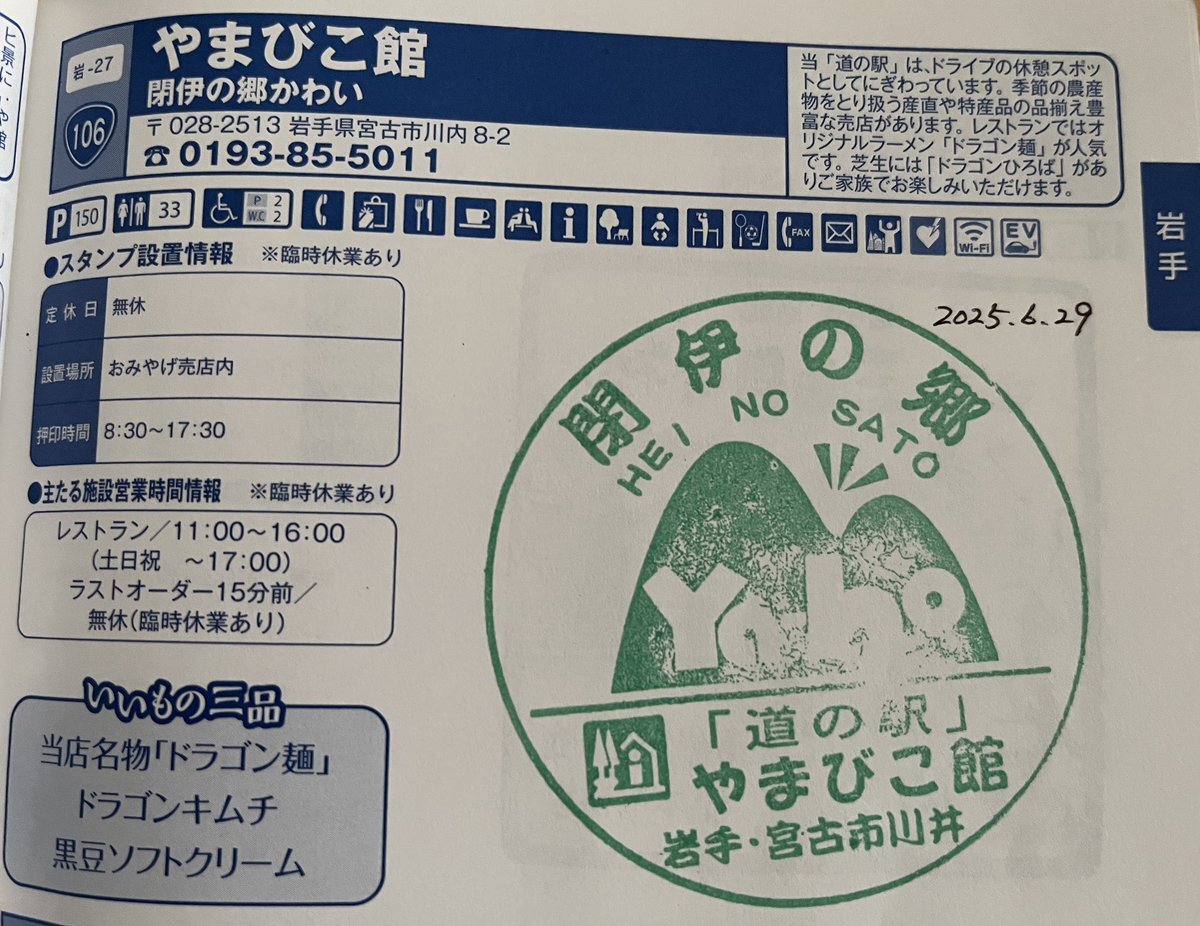 岩-27
106
やまびこ館
閉伊の郷かわい
〒028-2513 岩手県宮古市川内8-2
☎0193-85-5011
当「道の駅」は、ドライブの休憩スポッ
トとしてにぎわっています。季節の農産
物をとり扱う産直や特産品の品揃え豊
富な売店があります。レストランではオ
リジナルラーメン「ドラゴン麺」が人気
です。芝生には「ドラゴンひろば」があ
りご家族でお楽しみいただけます。
P 150 33 P 2 W.C 2 FAX Wi-Fi EV
岩手
●スタンプ設置情報 ※臨時休業あり
定休日 無休
設置場所 おみやげ売店内
押印時間 8:30〜17:30
●主たる施設営業時間情報 ※臨時休業あり
レストラン/11:00〜16:00
(土日祝 〜17:00)
ラストオーダー15分前/
無休(臨時休業あり)
いいもの三品
当店名物「ドラゴン麺」
ドラゴンキムチ
黒豆ソフトクリーム
2025.6.29
閉伊の郷
HEI NO SATO
Yaho
「道の駅」
やまびこ館
岩手・宮古市川井